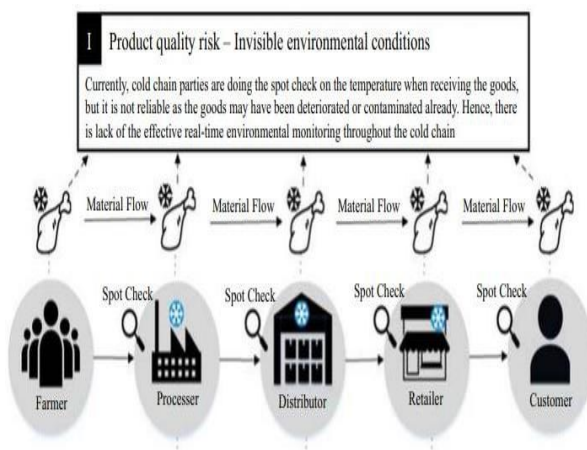 I Product quality risk – Invisible environmental conditions
Currently, cold chain parties are doing the spot check on the temperature when receiving the goods,
but it is not reliable as the goods may have been deteriorated or contaminated already. Hence, there
is lack of the effective real-time environmental monitoring throughout the cold chain
Material Flow Material Flow Material Flow Material Flow
Spot Check Spot Check Spot Check Spot Check
Farmer Processer Distributor Retailer Customer